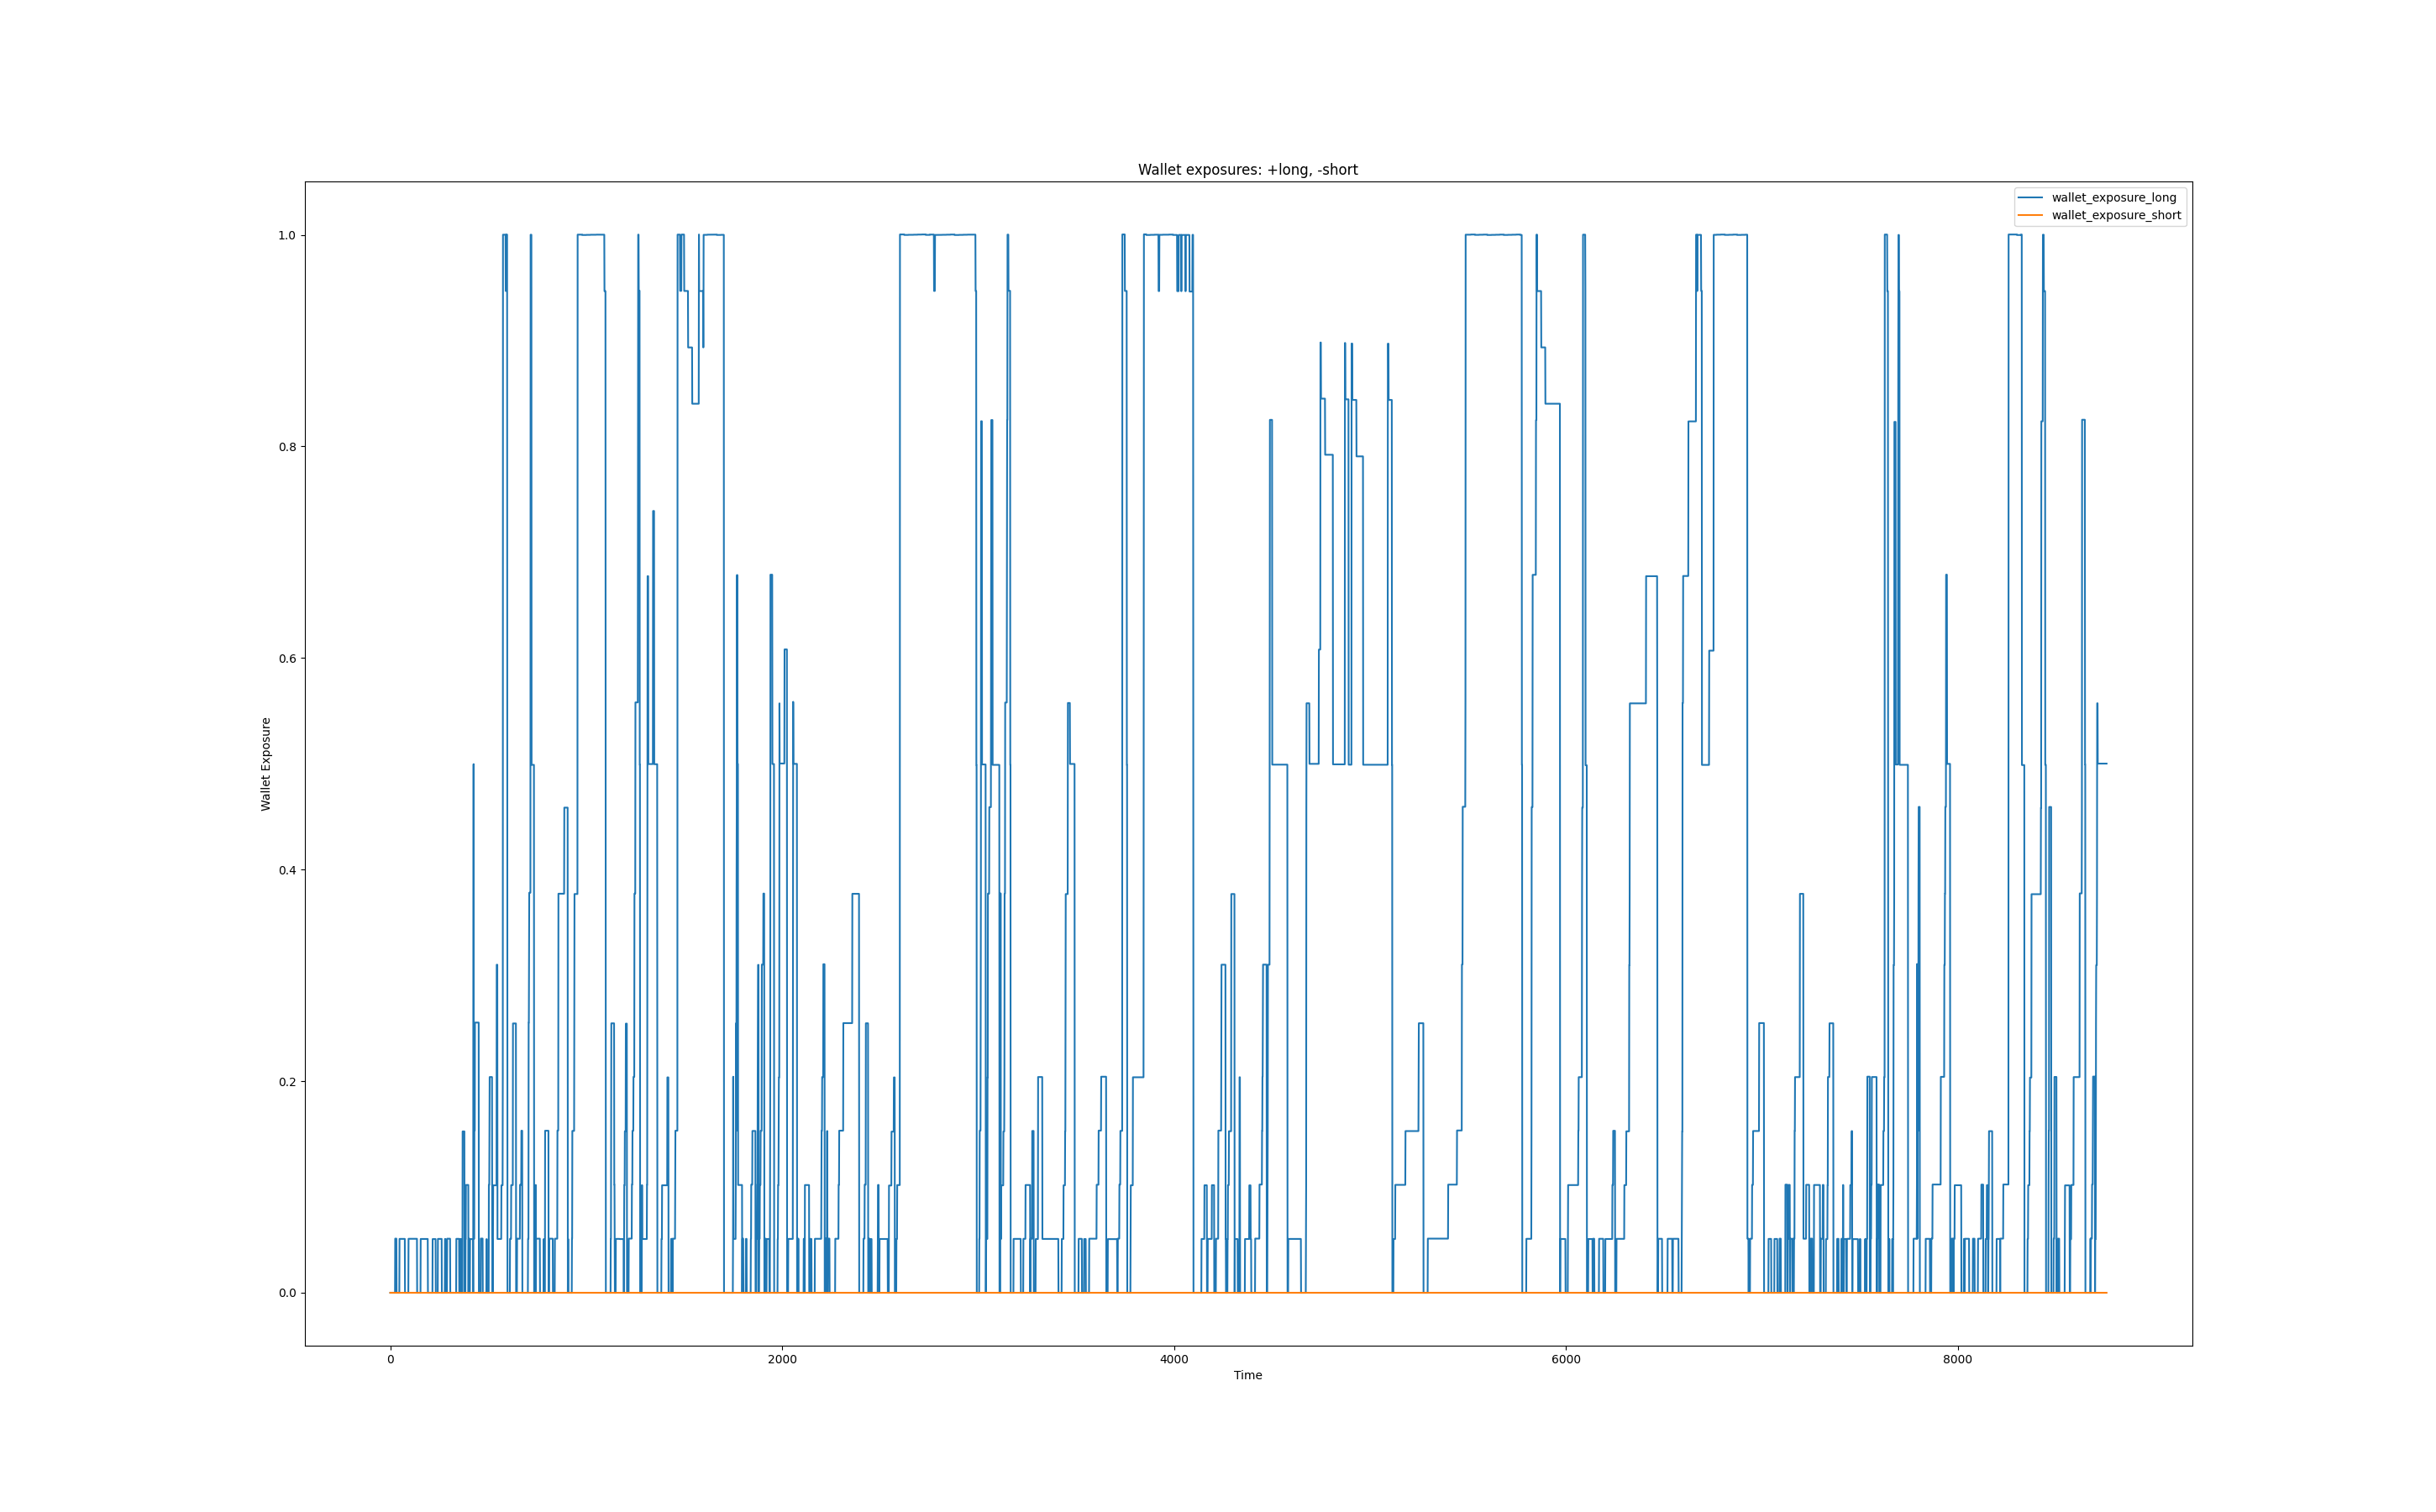 Wallet exposures: +long, -short
wallet_exposure_long
wallet_exposure_short
1.0
0.8
0.6
0.4
0.2
0.0
Wallet Exposure
0
2000
4000
6000
8000
Time